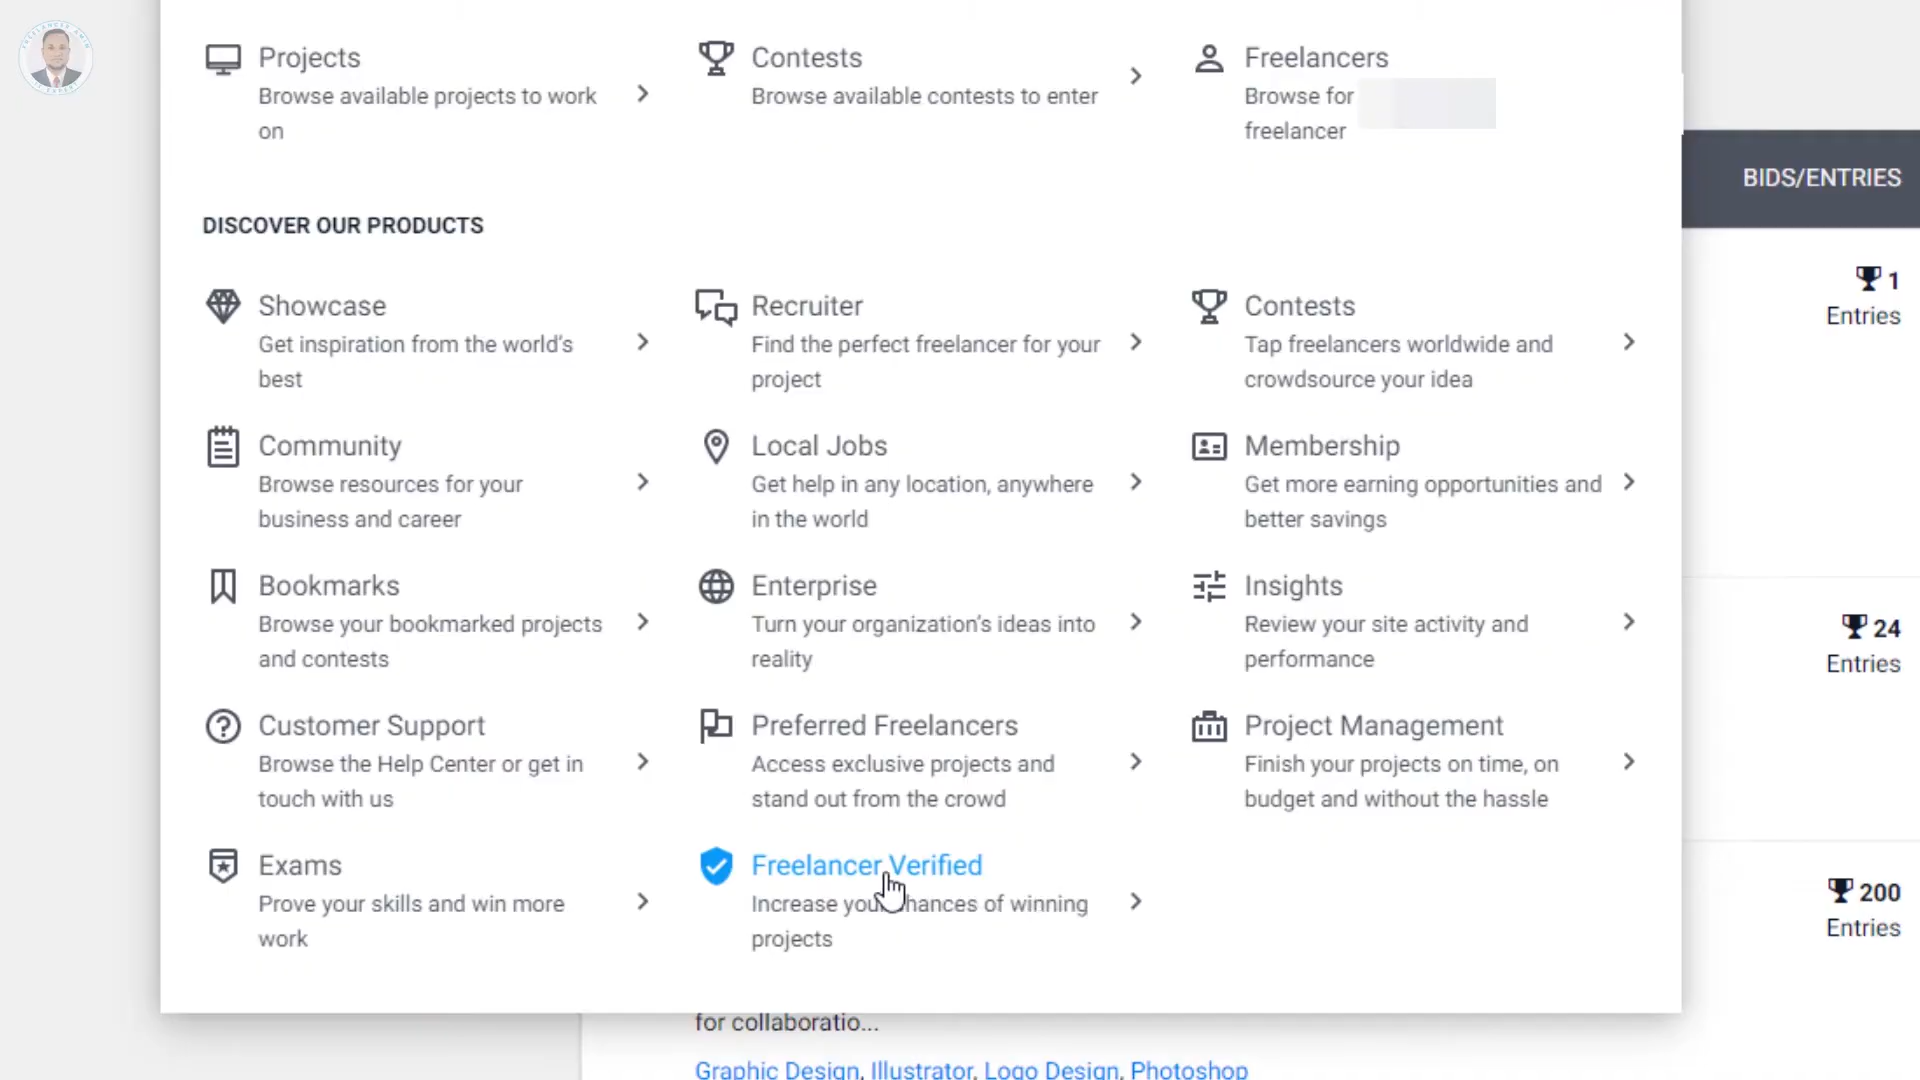 Projects
Browse available projects to work
on
Contests
Browse available contests to enter
Freelancers
Browse for
freelancer
BIDS/ENTRIES
DISCOVER OUR PRODUCTS
Showcase
Get inspiration from the world's
best
Recruiter
Find the perfect freelancer for your
project
Contests
Tap freelancers worldwide and
crowdsource your idea
1
Entries
Community
Browse resources for your
business and career
Local Jobs
Get help in any location, anywhere
in the world
Membership
Get more earning opportunities and
better savings
Bookmarks
Browse your bookmarked projects
and contests
Enterprise
Turn your organization's ideas into
reality
Insights
Review your site activity and
performance
24
Entries
Customer Support
Browse the Help Center or get in
touch with us
Preferred Freelancers
Access exclusive projects and
stand out from the crowd
Project Management
Finish your projects on time, on
budget and without the hassle
Exams
Prove your skills and win more
work
Freelancer Verified
Increase your chances of winning
projects
200
Entries
for collaboratio...
Graphic Design, Illustrator, Logo Design, Photoshop